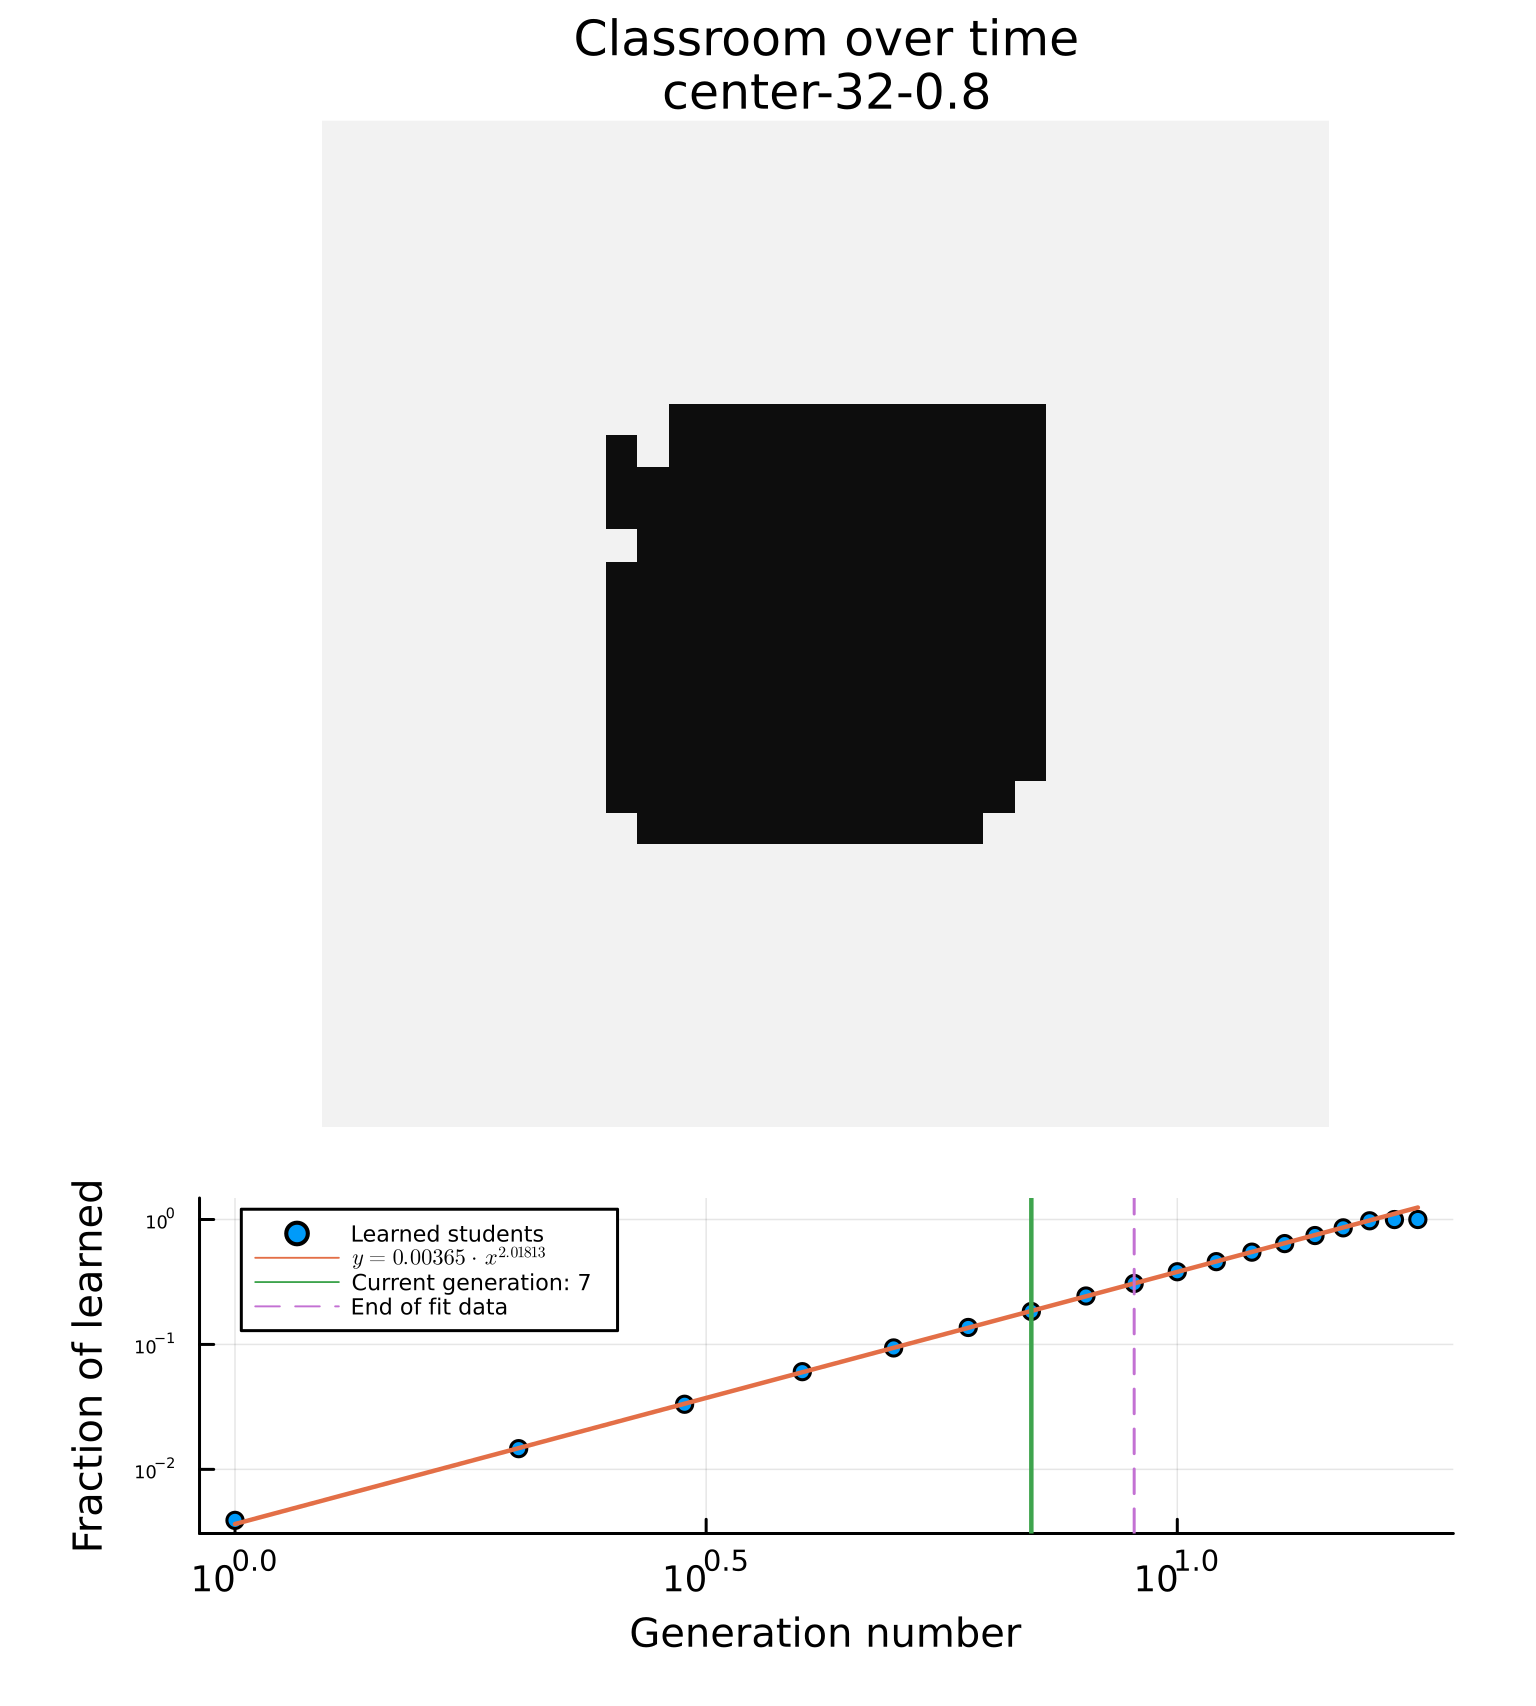 Classroom over time
center-32-0.8
Fraction of learned
10⁰
10⁻¹
10⁻²
Learned students
y = 0.00365 · x^2.01813
Current generation: 7
End of fit data
10^0.0
10^0.5
10^1.0
Generation number